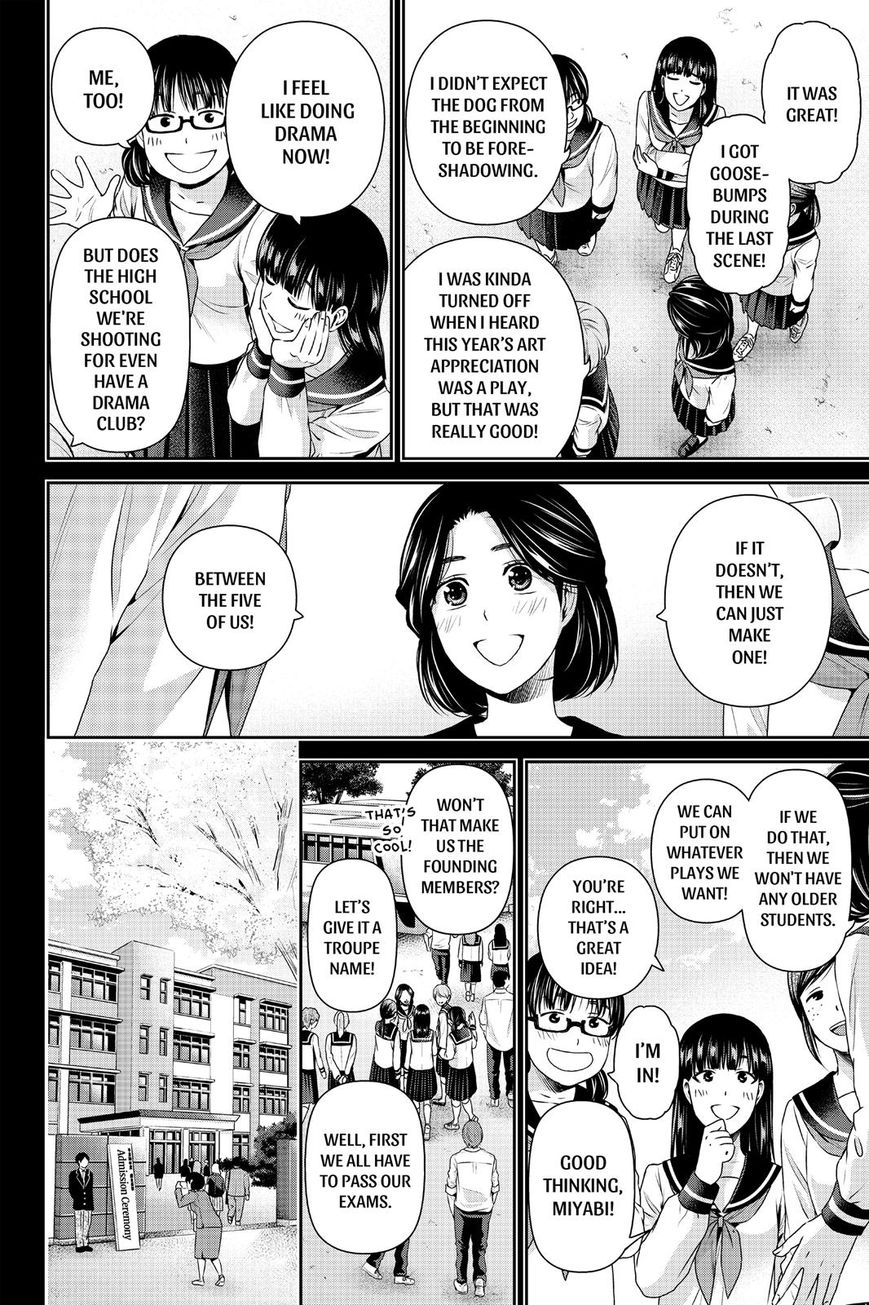 IT WAS
GREAT!
I GOT
GOOSE-
BUMPS
DURING
THE LAST
SCENE!
I DIDN'T EXPECT
THE DOG FROM
THE BEGINNING
TO BE FORE-
SHADOWING.
I WAS KINDA
TURNED OFF
WHEN I HEARD
THIS YEAR'S ART
APPRECIATION
WAS A PLAY,
BUT THAT WAS
REALLY GOOD!
I FEEL
LIKE DOING
DRAMA
NOW!
ME,
TOO!
BUT DOES
THE HIGH
SCHOOL
WE'RE
SHOOTING
FOR EVEN
HAVE A
DRAMA
CLUB?
IF IT
DOESN'T,
THEN WE
CAN JUST
MAKE
ONE!
BETWEEN
THE FIVE
OF US!
IF WE
DO THAT,
THEN WE
WON'T HAVE
ANY OLDER
STUDENTS.
WE CAN
PUT ON
WHATEVER
PLAYS WE
WANT!
YOU'RE
RIGHT...
THAT'S A
GREAT
IDEA!
I'M
IN!
GOOD
THINKING,
MIYABI!
WON'T
THAT MAKE
US THE
FOUNDING
MEMBERS?
THAT'S
SO
COOL!
LET'S
GIVE IT A
TROUPE
NAME!
WELL, FIRST
WE ALL HAVE
TO PASS OUR
EXAMS.
Admission Ceremony